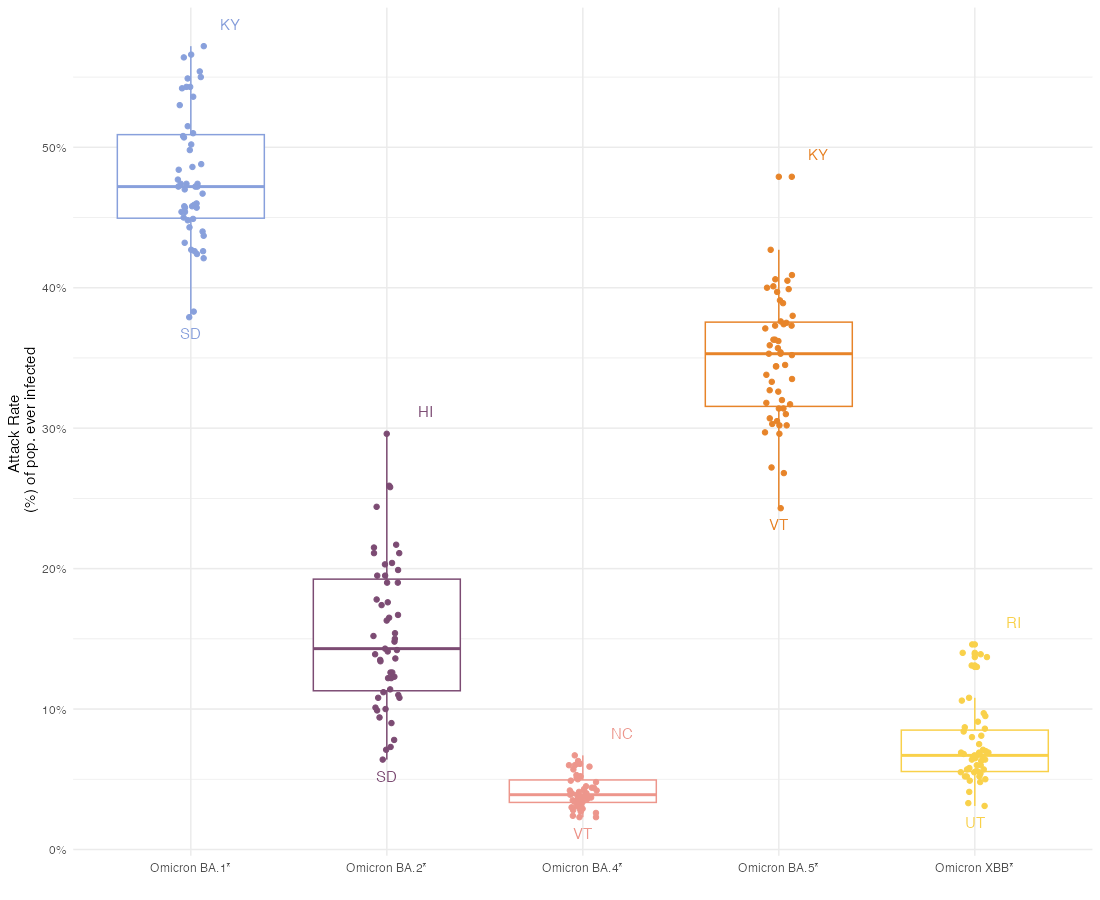 KY
50%
KY
40%
SD
Attack Rate
(%) of pop. ever infected
HI
30%
VT
20%
RI
10%
NC
SD
UT
VT
0%
Omicron BA.1* Omicron BA.2* Omicron BA.4* Omicron BA.5* Omicron XBB*